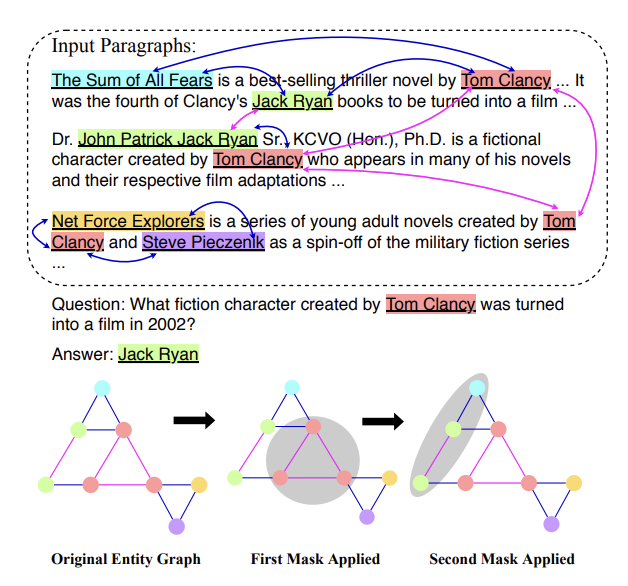 Input Paragraphs:
The Sum of All Fears is a best-selling thriller novel by Tom Clancy ... It
was the fourth of Clancy's Jack Ryan books to be turned into a film ...
Dr. John Patrick Jack Ryan Sr., KCVO (Hon.), Ph.D. is a fictional
character created by Tom Clancy who appears in many of his novels
and their respective film adaptations ...
Net Force Explorers is a series of young adult novels created by Tom
Clancy and Steve Pieczenik as a spin-off of the military fiction series
...
Question: What fiction character created by Tom Clancy was turned
into a film in 2002?
Answer: Jack Ryan
Original Entity Graph
First Mask Applied
Second Mask Applied